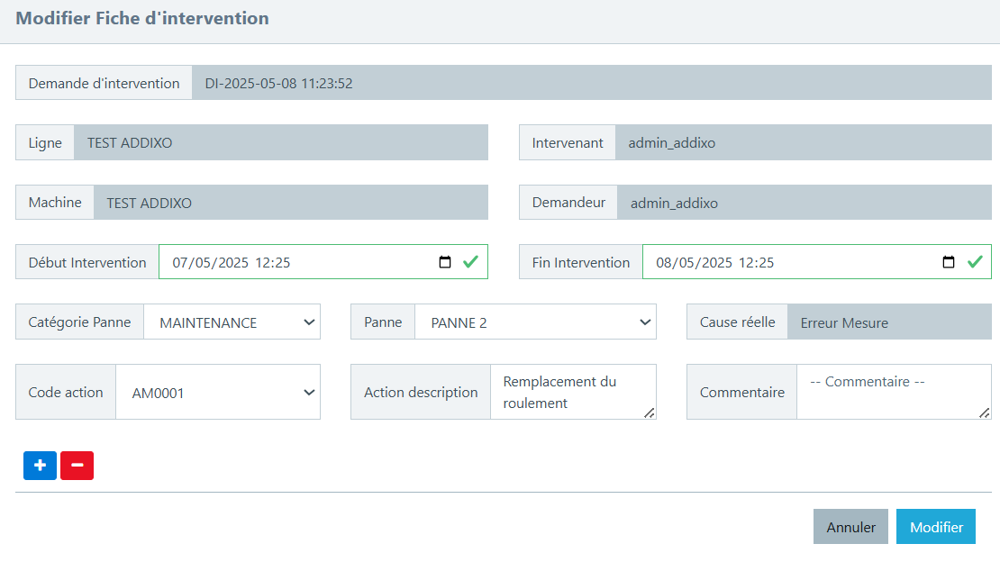 Modifier Fiche d'intervention
Demande d'intervention DI-2025-05-08 11:23:52
Ligne TEST ADDIXO Intervenant admin_addixo
Machine TEST ADDIXO Demandeur admin_addixo
Début Intervention 07/05/2025 12:25 Fin Intervention 08/05/2025 12:25
Catégorie Panne MAINTENANCE Panne PANNE 2 Cause réelle Erreur Mesure
Code action AM0001 Action description Remplacement du
roulement Commentaire -- Commentaire --
Annuler Modifier